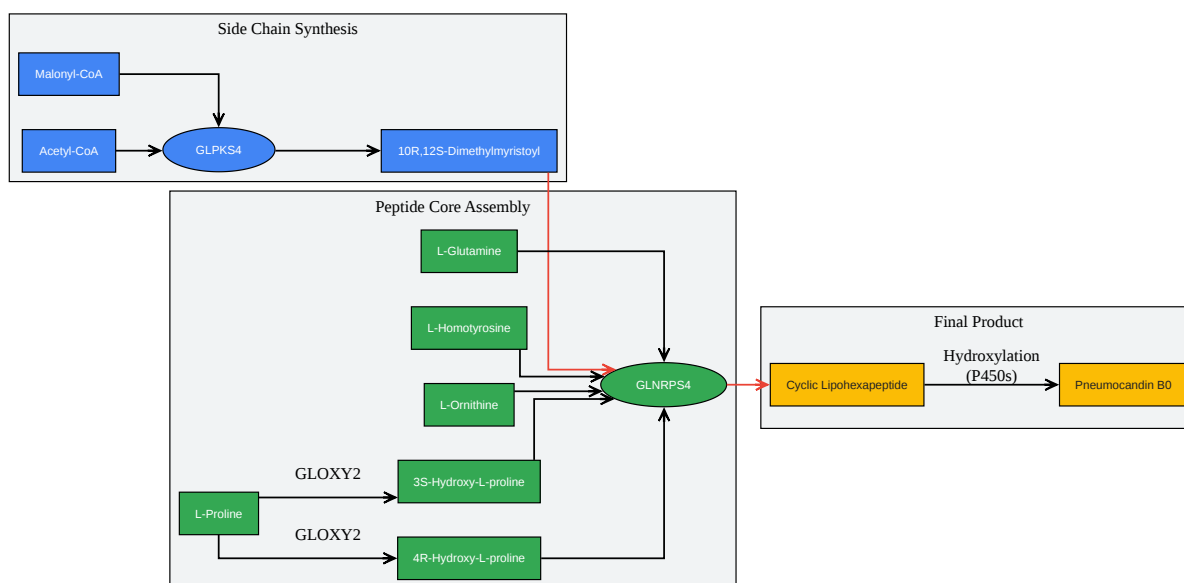 Side Chain Synthesis
Malonyl-CoA
Acetyl-CoA
GLPKS4
10R,12S-Dimethylmyristoyl
Peptide Core Assembly
L-Glutamine
L-Homotyrosine
L-Ornithine
GLNRPS4
GLOXY2
3S-Hydroxy-L-proline
L-Proline
GLOXY2
4R-Hydroxy-L-proline
Final Product
Cyclic Lipohexapeptide
Hydroxylation
(P450s)
Pneumocandin B0